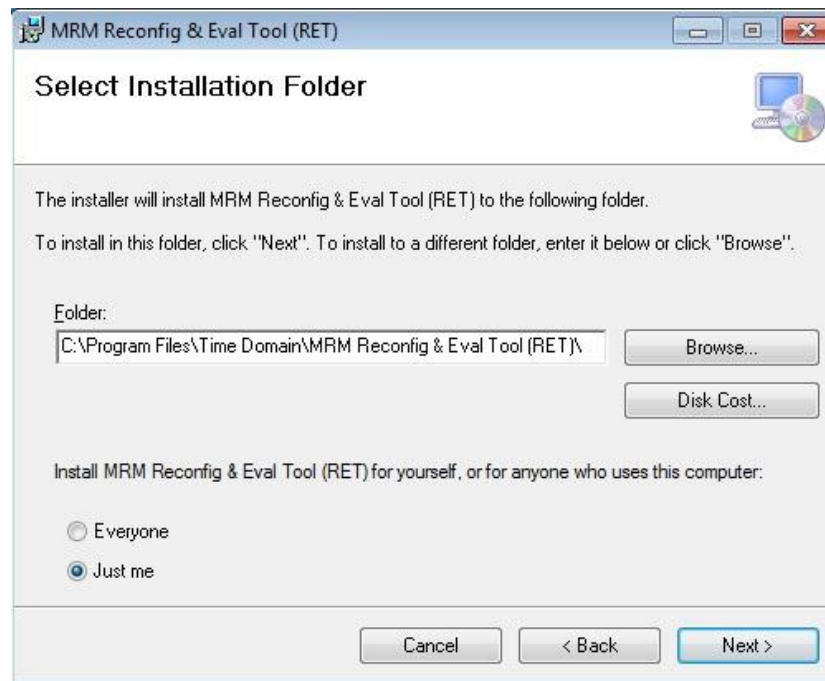 MRM Reconfig & Eval Tool (RET)
Select Installation Folder
The installer will install MRM Reconfig & Eval Tool (RET) to the following folder.
To install in this folder, click "Next". To install to a different folder, enter it below or click "Browse".
Folder:
C:\Program Files\Time Domain\MRM Reconfig & Eval Tool (RET)\
Browse...
Disk Cost...
Install MRM Reconfig & Eval Tool (RET) for yourself, or for anyone who uses this computer:
Everyone
Just me
Cancel
< Back
Next >